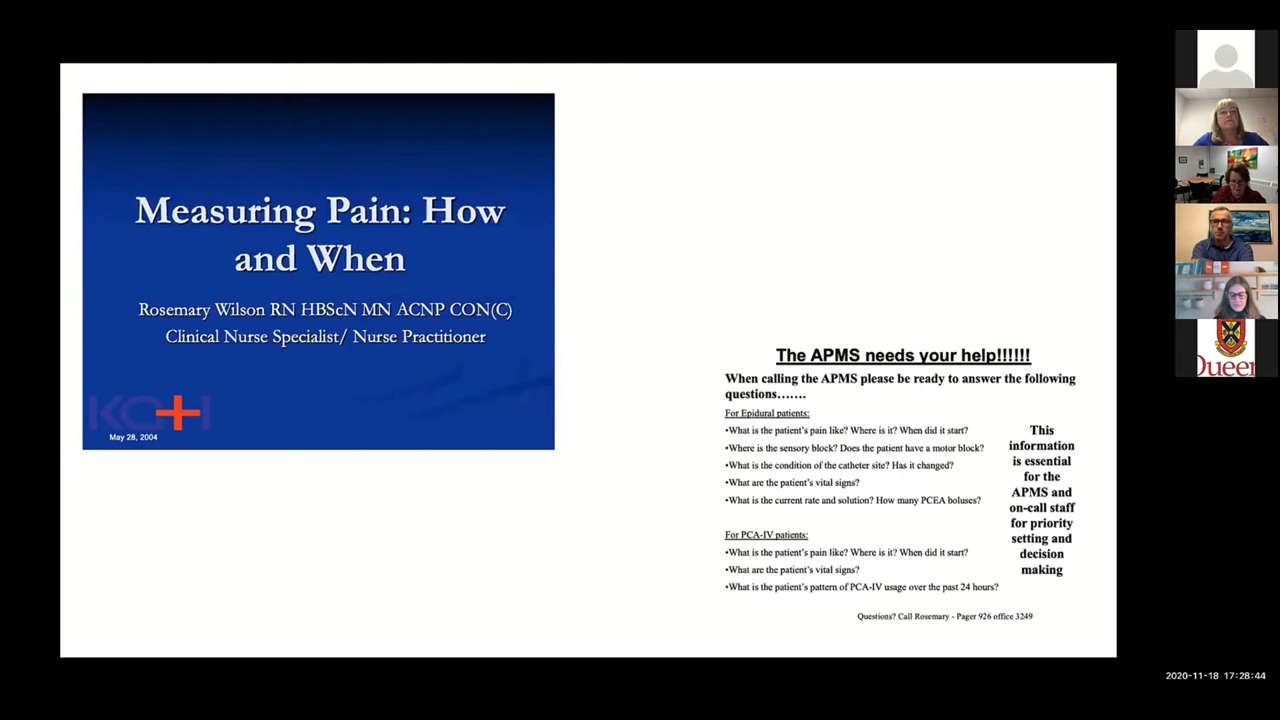 Measuring Pain: How
and When
Rosemary Wilson RN HBScN MN ACNP CON(C)
Clinical Nurse Specialist/ Nurse Practitioner
KGH
May 28, 2004
The APMS needs your help!!!!!!
When calling the APMS please be ready to answer the following
questions…….
For Epidural patients:
•What is the patient's pain like? Where is it? When did it start?
•Where is the sensory block? Does the patient have a motor block?
•What is the condition of the catheter site? Has it changed?
•What are the patient's vital signs?
•What is the current rate and solution? How many PCEA boluses?
For PCA-IV patients:
•What is the patient's pain like? Where is it? When did it start?
•What are the patient's vital signs?
•What is the patient's pattern of PCA-IV usage over the past 24 hours?
This
information
is essential
for the
APMS and
on-call staff
for priority
setting and
decision
making
Questions? Call Rosemary - Pager 926 office 3249
Queen
2020-11-18 17:28:44